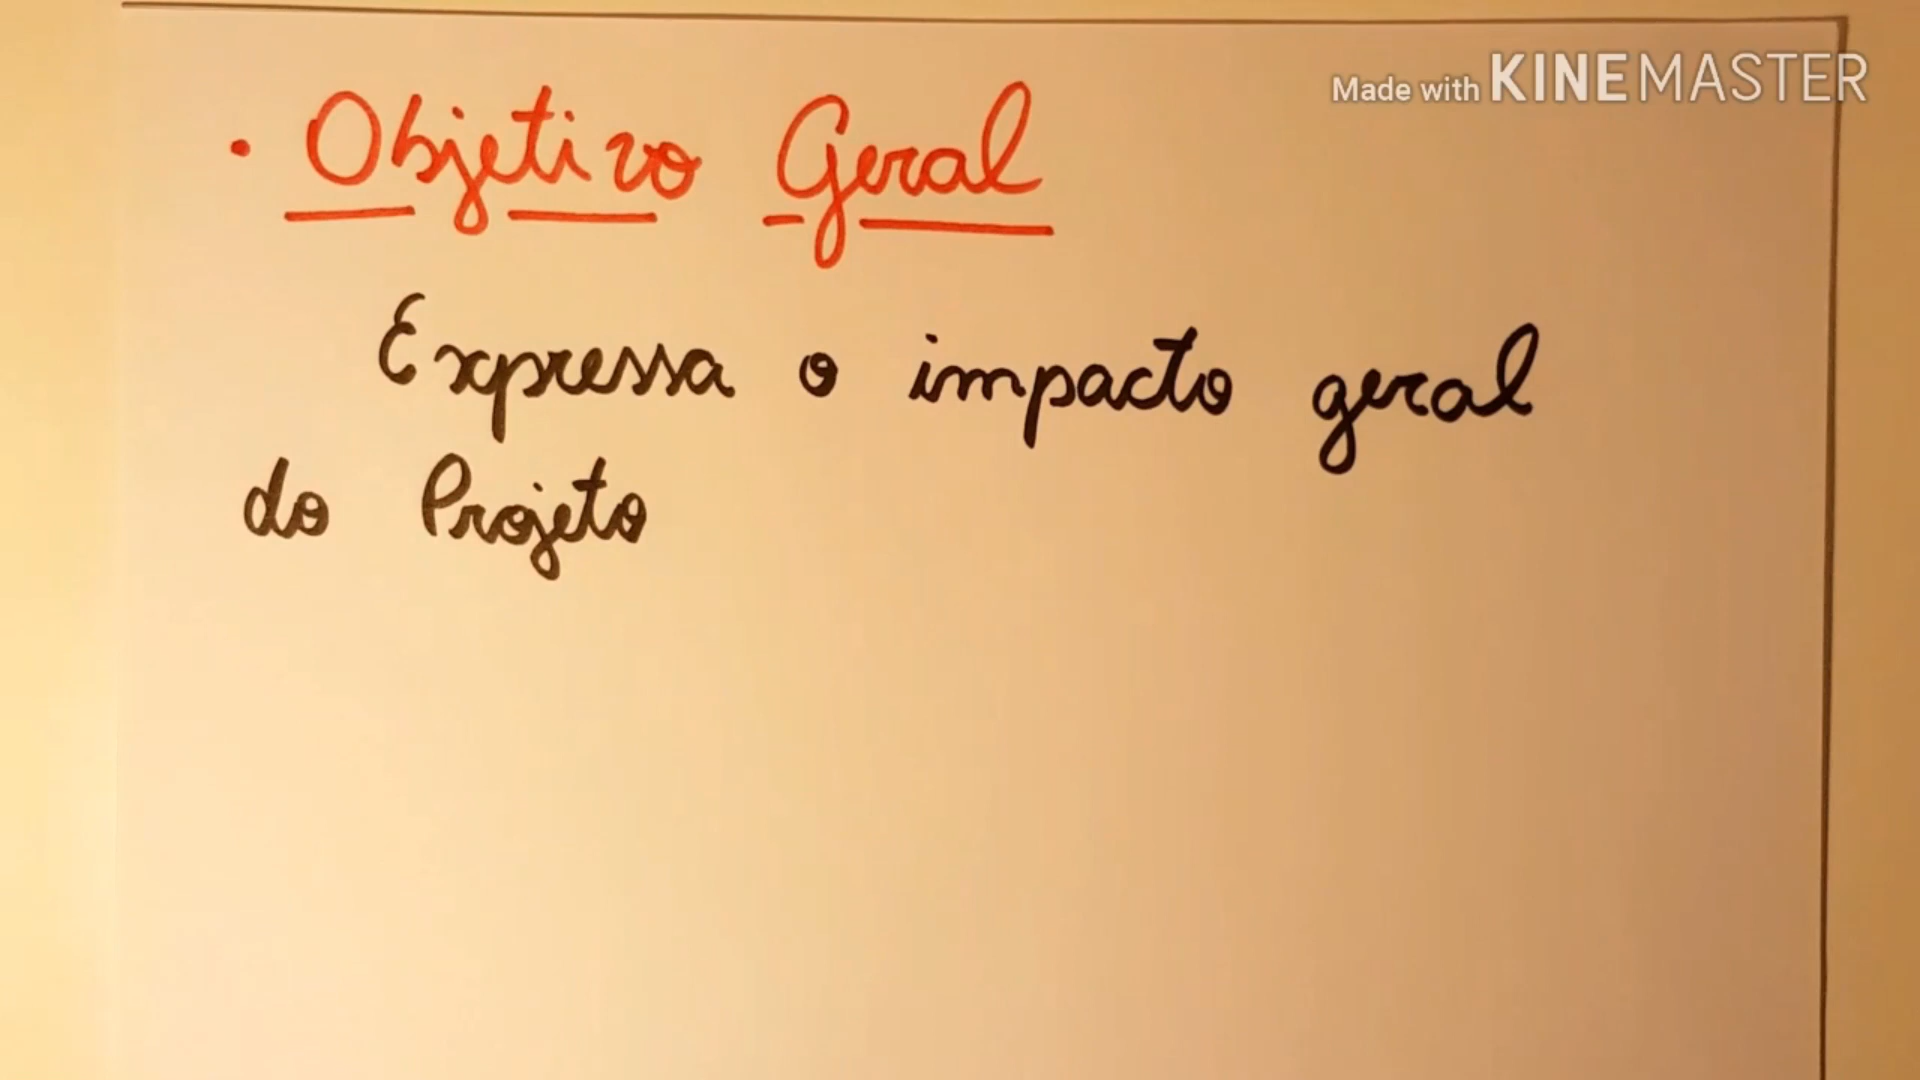 Made with KINEMASTER
• Objetivo Geral
Expressa o impacto geral
do Projeto